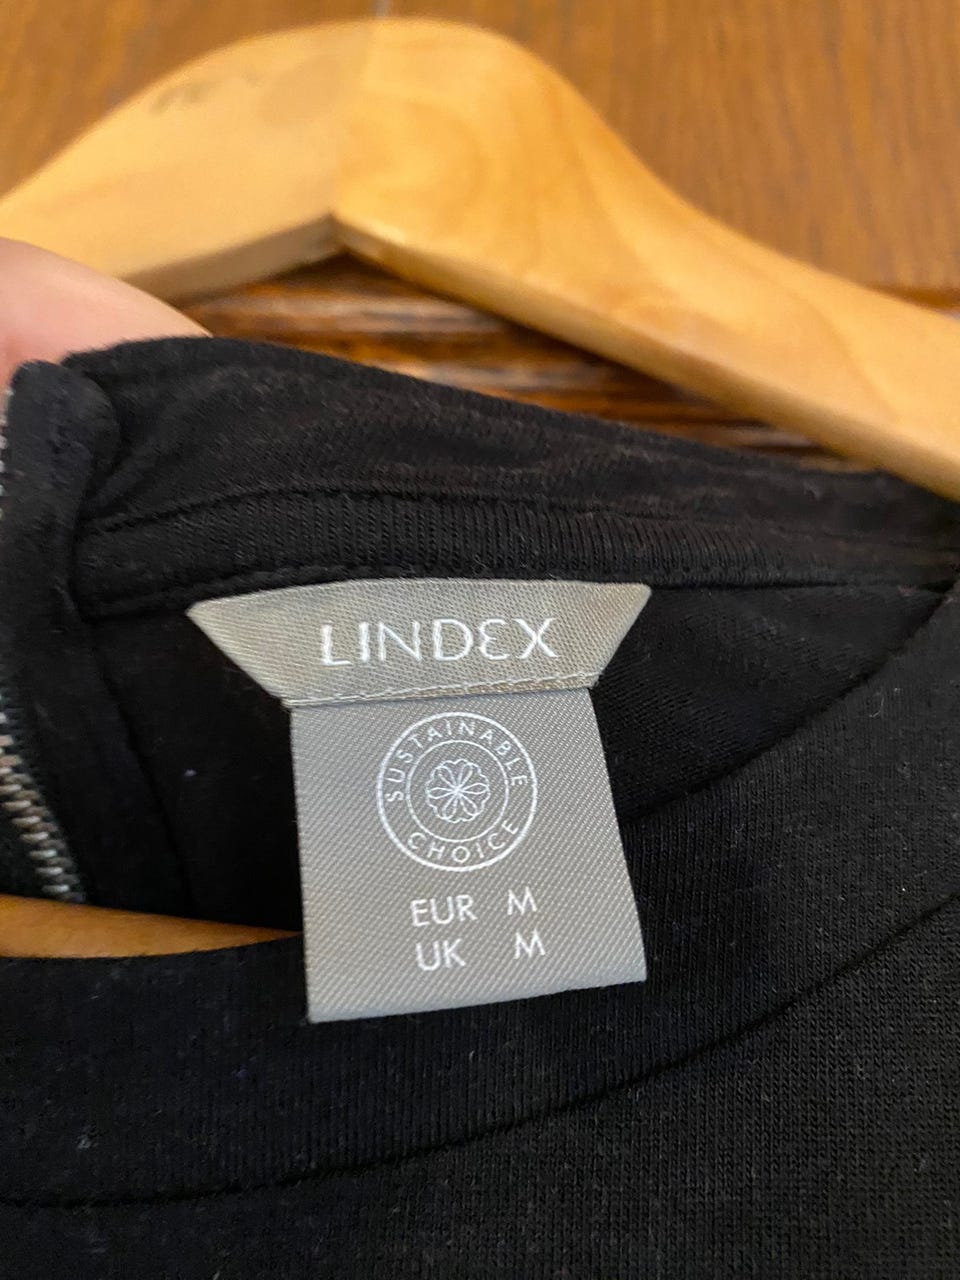 LINDEX
SUSTAINABLE
CHOICE
EUR M
UK M